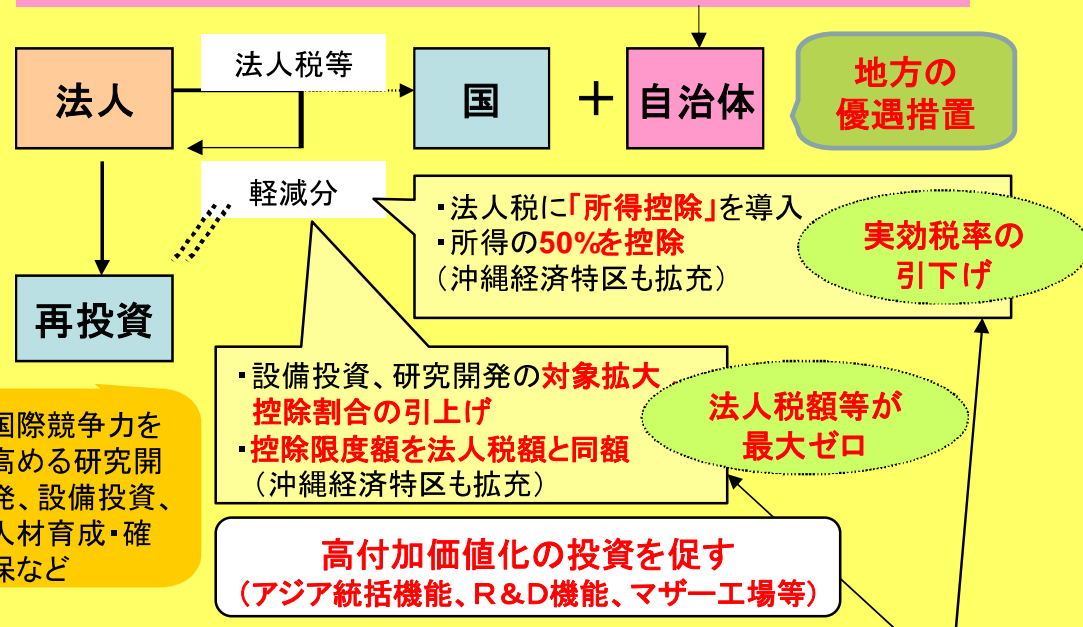 法人税等
法人
国
＋
自治体
地方の
優遇措置
軽減分
・法人税に「所得控除」を導入
・所得の50%を控除
（沖縄経済特区も拡充）
実効税率の
引下げ
再投資
・設備投資、研究開発の対象拡大
控除割合の引上げ
・控除限度額を法人税額と同額
（沖縄経済特区も拡充）
法人税額等が
最大ゼロ
国際競争力を
高める研究開
発、設備投資、
人材育成・確
保など
高付加価値化の投資を促す
（アジア統括機能、Ｒ＆Ｄ機能、マザー工場等）